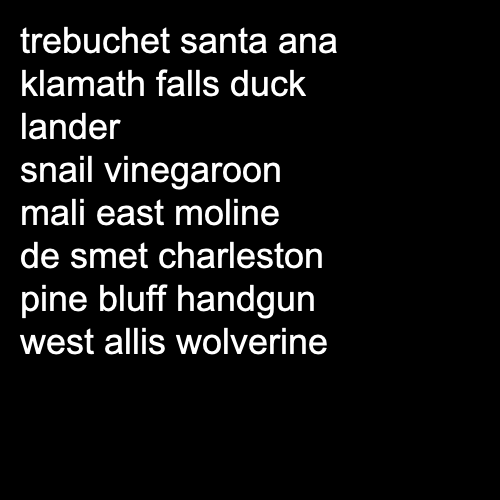 trebuchet santa ana
klamath falls duck
lander
snail vinegaroon
mali east moline
de smet charleston
pine bluff handgun
west allis wolverine